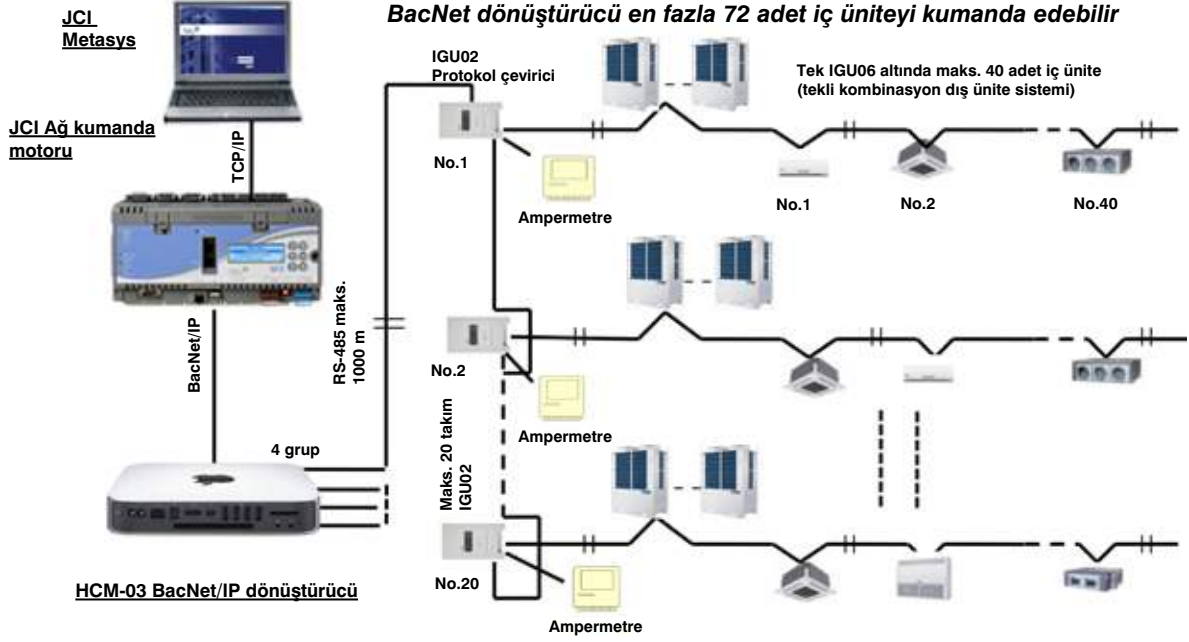 BacNet dönüştürücü en fazla 72 adet iç üniteyi kumanda edebilir
JCI
Metasys
JCI Ağ kumanda
motoru
TCP/IP
BacNet/IP
4 grup
HCM-03 BacNet/IP dönüştürücü
RS-485 maks.
1000 m
IGU02
Protokol çevirici
No.1
Ampermetre
Tek IGU06 altında maks. 40 adet iç ünite
(tekli kombinasyon dış ünite sistemi)
No.1
No.2
No.40
No.2
Ampermetre
Maks. 20 takım
IGU02
No.20
Ampermetre